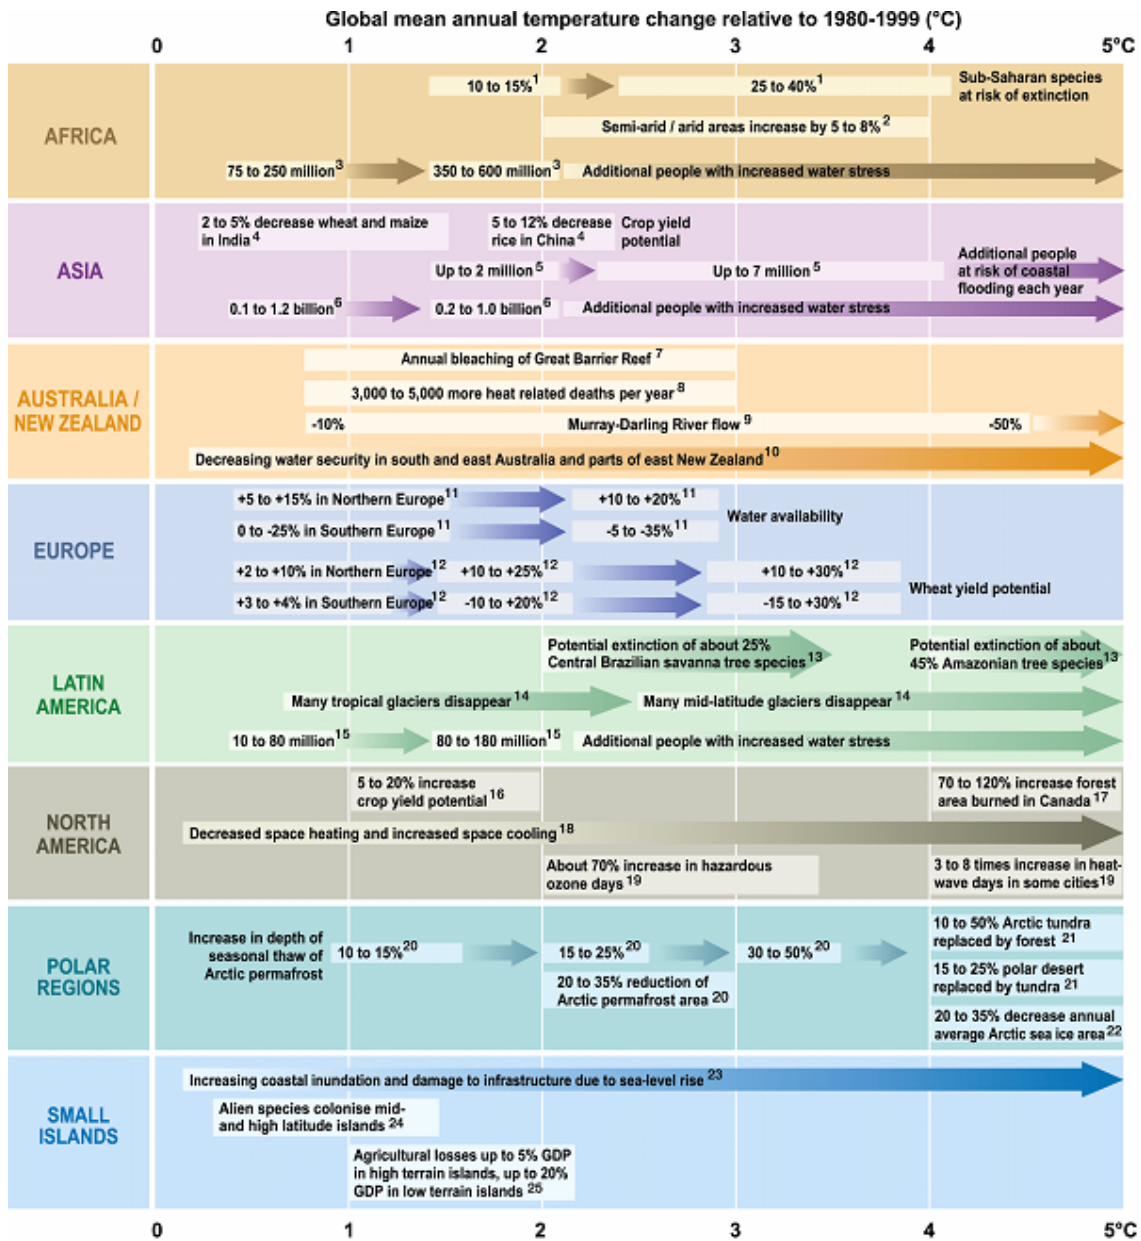 Global mean annual temperature change relative to 1980-1999 (°C)
0 1 2 3 4 5°C
AFRICA
10 to 15%1
25 to 40%1
Sub-Saharan species
at risk of extinction
Semi-arid / arid areas increase by 5 to 8%2
75 to 250 million3
350 to 600 million3
Additional people with increased water stress
ASIA
2 to 5% decrease wheat and maize
in India4
5 to 12% decrease
rice in China4
Crop yield
potential
Up to 2 million5
Up to 7 million5
Additional people
at risk of coastal
flooding each year
0.1 to 1.2 billion6
0.2 to 1.0 billion6
Additional people with increased water stress
AUSTRALIA /
NEW ZEALAND
Annual bleaching of Great Barrier Reef7
3,000 to 5,000 more heat related deaths per year8
-10%
Murray-Darling River flow9
-50%
Decreasing water security in south and east Australia and parts of east New Zealand10
EUROPE
+5 to +15% in Northern Europe11
+10 to +20%11
0 to -25% in Southern Europe11
-5 to -35%11
Water availability
+2 to +10% in Northern Europe12
+10 to +25%12
+10 to +30%12
+3 to +4% in Southern Europe12
-10 to +20%12
-15 to +30%12
Wheat yield potential
LATIN
AMERICA
Potential extinction of about 25%
Central Brazilian savanna tree species13
Potential extinction of about
45% Amazonian tree species13
Many tropical glaciers disappear14
Many mid-latitude glaciers disappear14
10 to 80 million15
80 to 180 million15
Additional people with increased water stress
NORTH
AMERICA
5 to 20% increase
crop yield potential16
70 to 120% increase forest
area burned in Canada17
Decreased space heating and increased space cooling18
About 70% increase in hazardous
ozone days19
3 to 8 times increase in heat-
wave days in some cities19
POLAR
REGIONS
Increase in depth of
seasonal thaw of
Arctic permafrost
10 to 15%20
15 to 25%20
30 to 50%20
20 to 35% reduction of
Arctic permafrost area20
10 to 50% Arctic tundra
replaced by forest21
15 to 25% polar desert
replaced by tundra21
20 to 35% decrease annual
average Arctic sea ice area22
SMALL
ISLANDS
Increasing coastal inundation and damage to infrastructure due to sea-level rise23
Alien species colonise mid-
and high latitude islands24
Agricultural losses up to 5% GDP
in high terrain islands, up to 20%
GDP in low terrain islands25
0 1 2 3 4 5°C